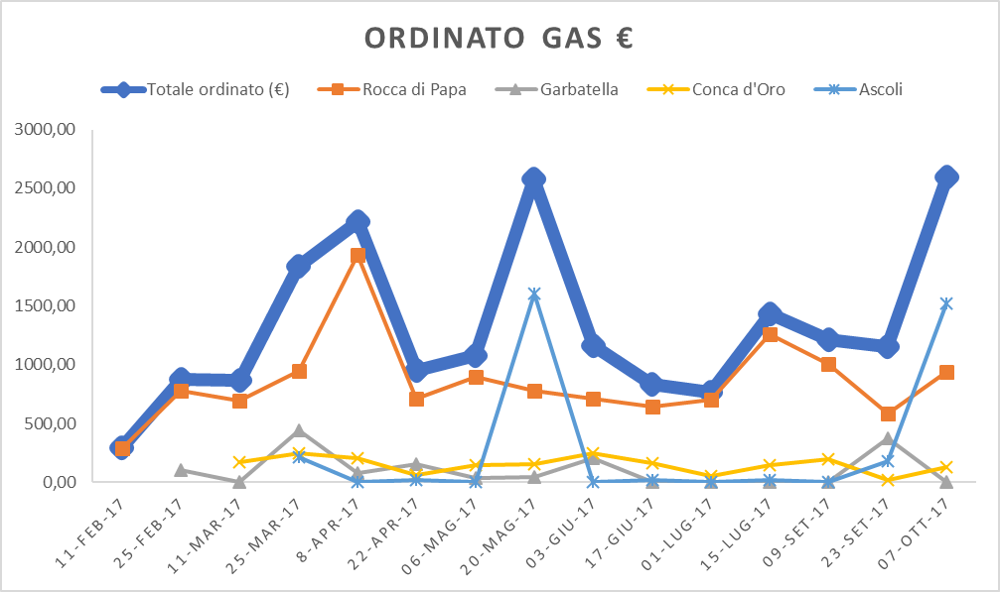 ORDINATO GAS €
Totale ordinato (€) Rocca di Papa Garbatella Conca d'Oro Ascoli
3000,00
2500,00
2000,00
1500,00
1000,00
500,00
0,00
11-FEB-17
25-FEB-17
11-MAR-17
25-MAR-17
8-APR-17
22-APR-17
06-MAG-17
20-MAG-17
03-GIU-17
17-GIU-17
01-LUG-17
15-LUG-17
09-SET-17
23-SET-17
07-OTT-17